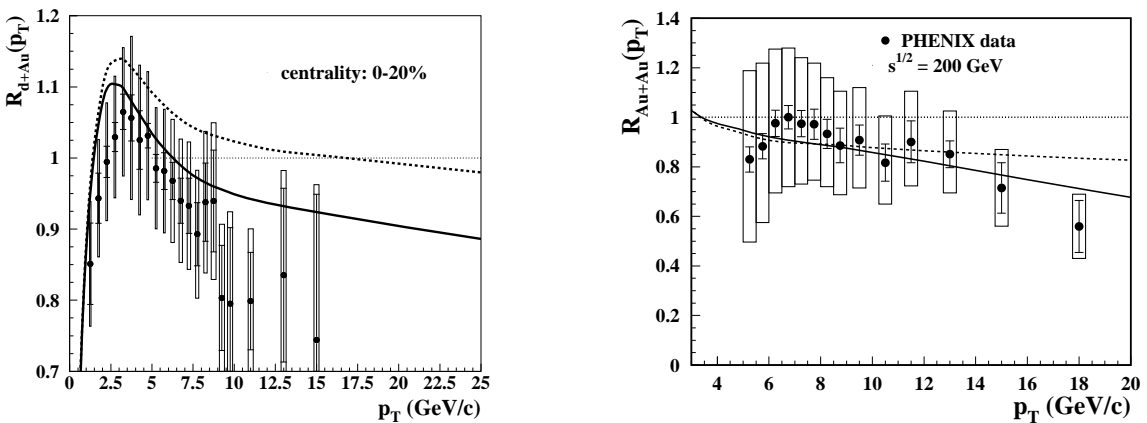 R_{d+Au}(p_T)
1.2
1.1
1
0.9
0.8
0.7
centrality: 0-20%
0 2.5 5 7.5 10 12.5 15 17.5 20 22.5 25
p_T (GeV/c)
R_{Au+Au}(p_T)
1.4
1.2
1
0.8
0.6
0.4
0.2
0
PHENIX data
s^{1/2} = 200 GeV
4 6 8 10 12 14 16 18 20
p_T (GeV/c)